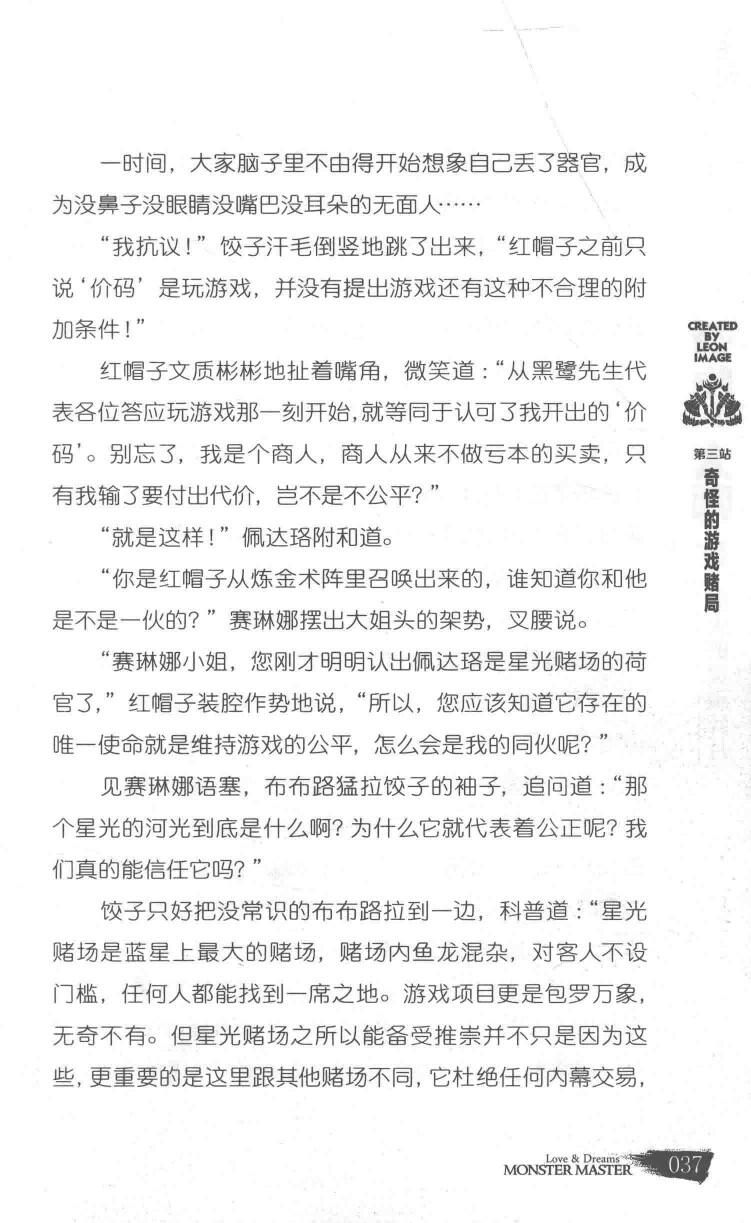 一时间，大家脑子里不由得开始想象自己丢了器官，成
为没鼻子没眼睛没嘴巴没耳朵的无面人……
“我抗议！”饺子汗毛倒竖地跳了出来，“红帽子之前只
说‘价码’是玩游戏，并没有提出游戏还有这种不合理的附
加条件！”
红帽子文质彬彬地扯着嘴角，微笑道：“从黑鹭先生代
表各位答应玩游戏那一刻开始，就等同于认可了我开出的‘价
码’。别忘了，我是个商人，商人从来不做亏本的买卖，只
有我输了要付出代价，岂不是不公平？”
“就是这样！”佩达珞附和道。
“你是红帽子从炼金术阵里召唤出来的，谁知道你和他
是不是一伙的？”赛琳娜摆出大姐头的架势，叉腰说。
“赛琳娜小姐，您刚才明明认出佩达珞是星光赌场的荷
官了，”红帽子装腔作势地说，“所以，您应该知道它存在的
唯一使命就是维持游戏的公平，怎么会是我的同伙呢？”
见赛琳娜语塞，布布路猛拉饺子的袖子，追问道：“那
个星光的河光到底是什么啊？为什么它就代表着公正呢？我
们真的能信任它吗？”
饺子只好把没常识的布布路拉到一边，科普道：“星光
赌场是蓝星上最大的赌场，赌场内鱼龙混杂，对客人不设
门槛，任何人都能找到一席之地。游戏项目更是包罗万象，
无奇不有。但星光赌场之所以能备受推崇并不只是因为这
些，更重要的是这里跟其他赌场不同，它杜绝任何内幕交易，
CREATED
BY
LEON
IMAGE
第三站
奇怪的游戏赌局
Love & Dreams
MONSTER MASTER
037